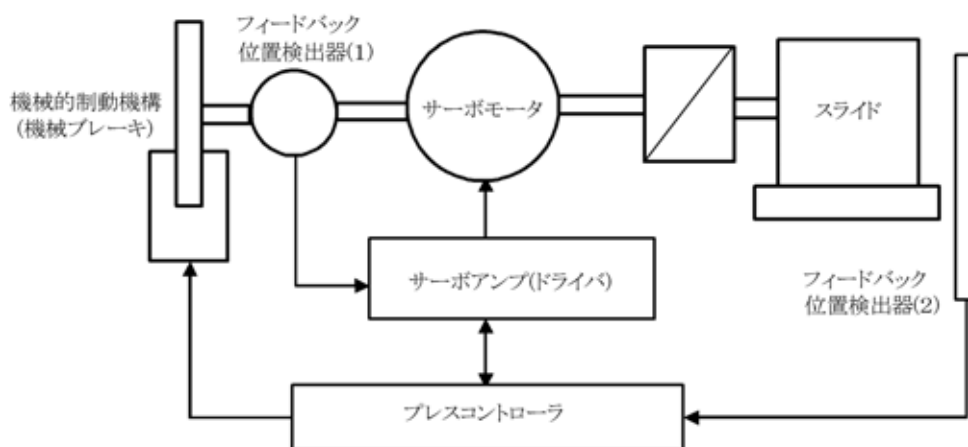 フィードバック
位置検出器(1)
機械的制動機構
(機械ブレーキ)
サーボモータ
スライド
サーボアンプ(ドライバ)
フィードバック
位置検出器(2)
プレスコントローラ